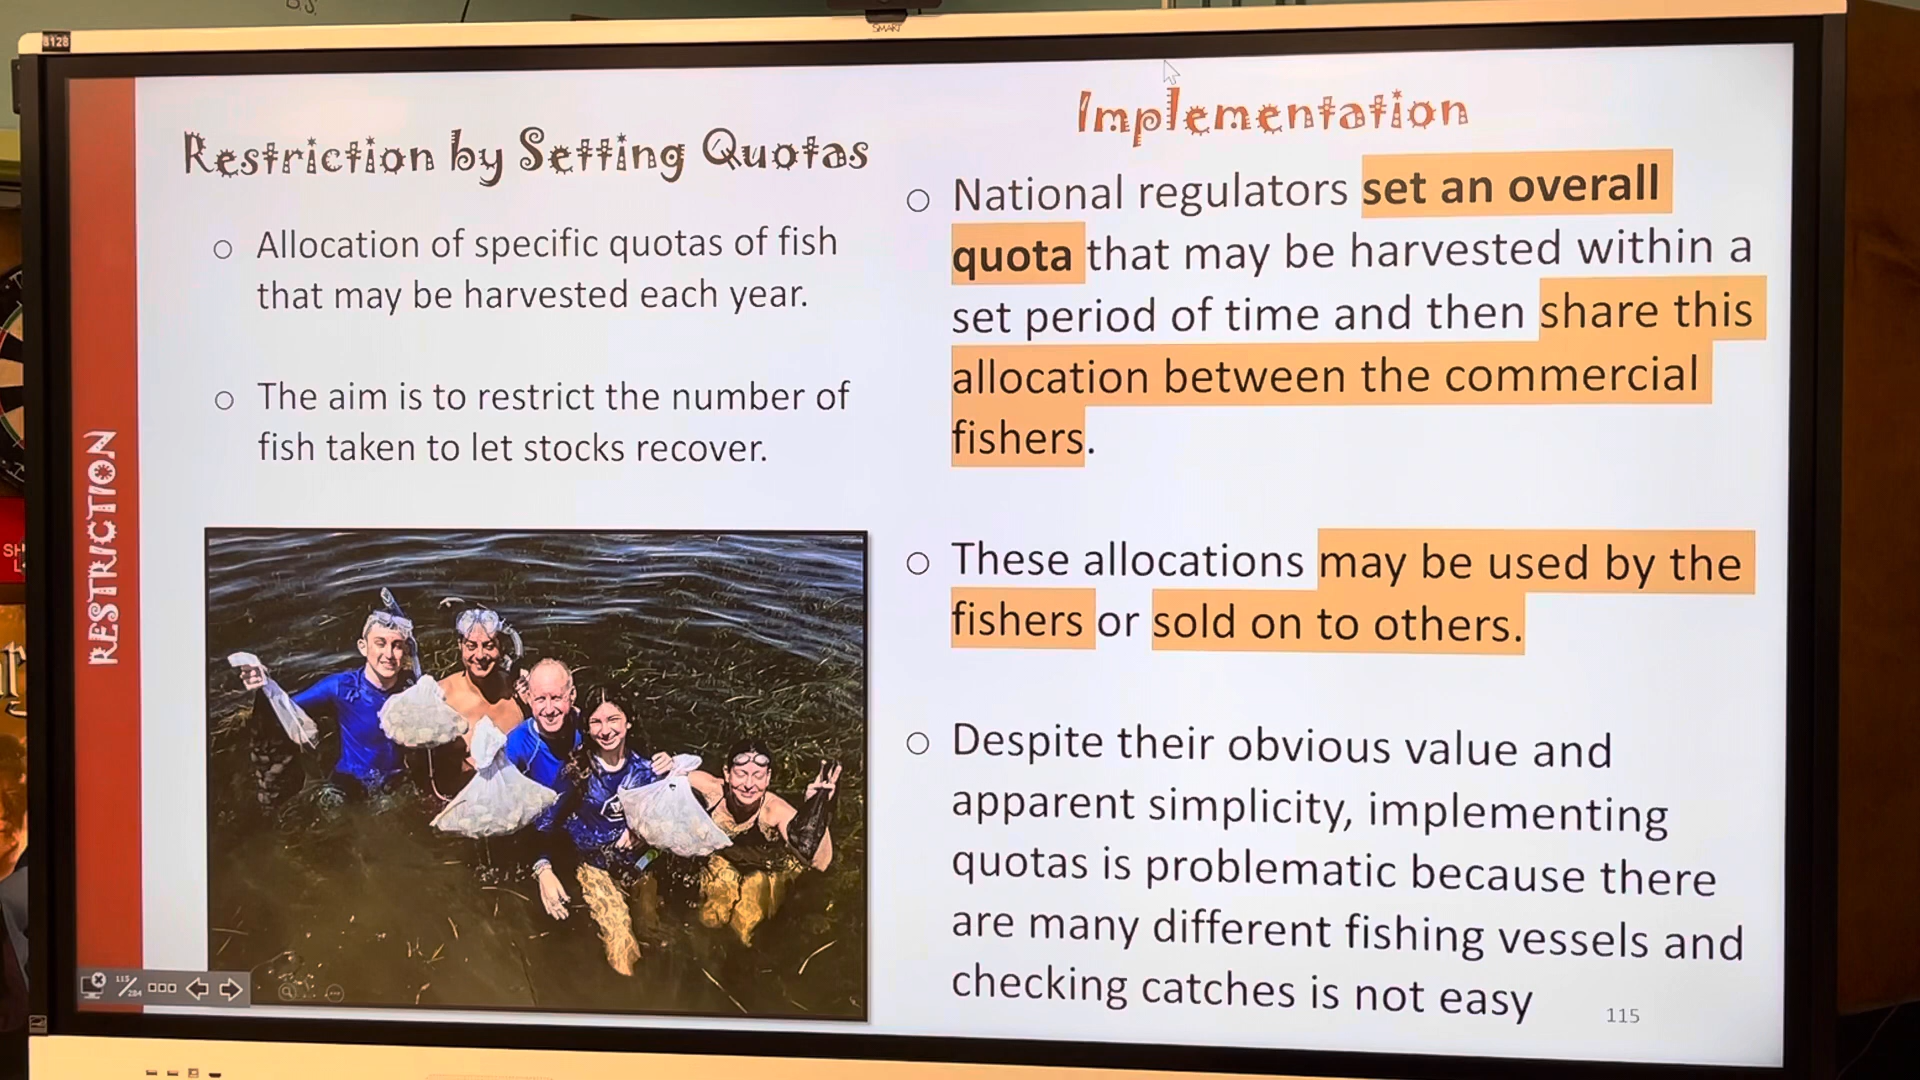 SMART
8128
Restriction by Setting Quotas
○ Allocation of specific quotas of fish
that may be harvested each year.
○ The aim is to restrict the number of
fish taken to let stocks recover.
RESTRICTION
Implementation
○ National regulators set an overall
quota that may be harvested within a
set period of time and then share this
allocation between the commercial
fishers.
○ These allocations may be used by the
fishers or sold on to others.
○ Despite their obvious value and
apparent simplicity, implementing
quotas is problematic because there
are many different fishing vessels and
checking catches is not easy
115
115/284